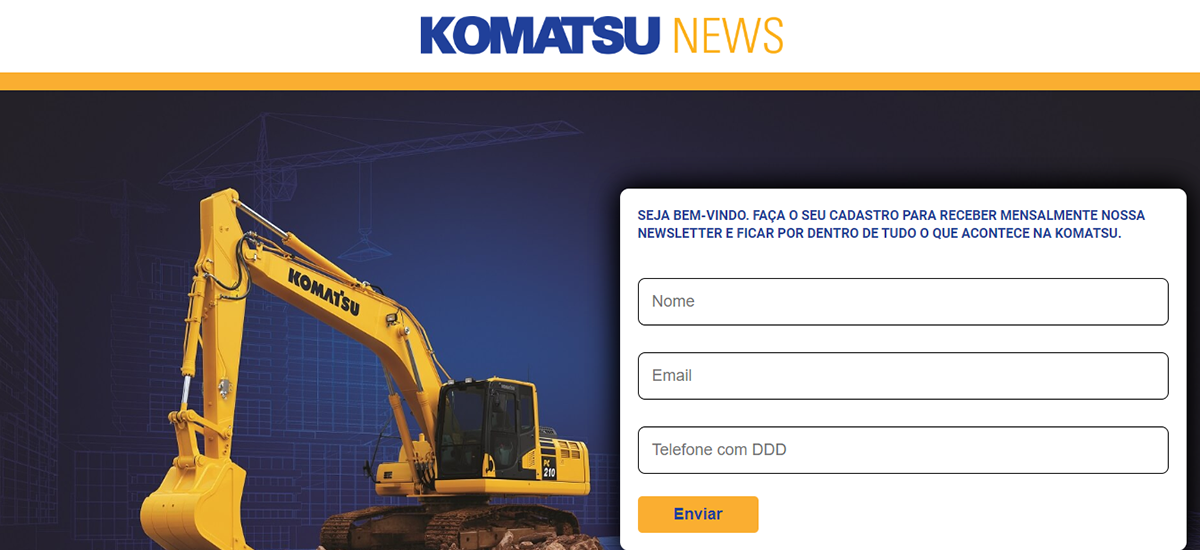 KOMATSU NEWS
SEJA BEM-VINDO. FAÇA O SEU CADASTRO PARA RECEBER MENSALMENTE NOSSA
NEWSLETTER E FICAR POR DENTRO DE TUDO O QUE ACONTECE NA KOMATSU.
KOMATSU
Nome
Email
Telefone com DDD
PC
210
Enviar